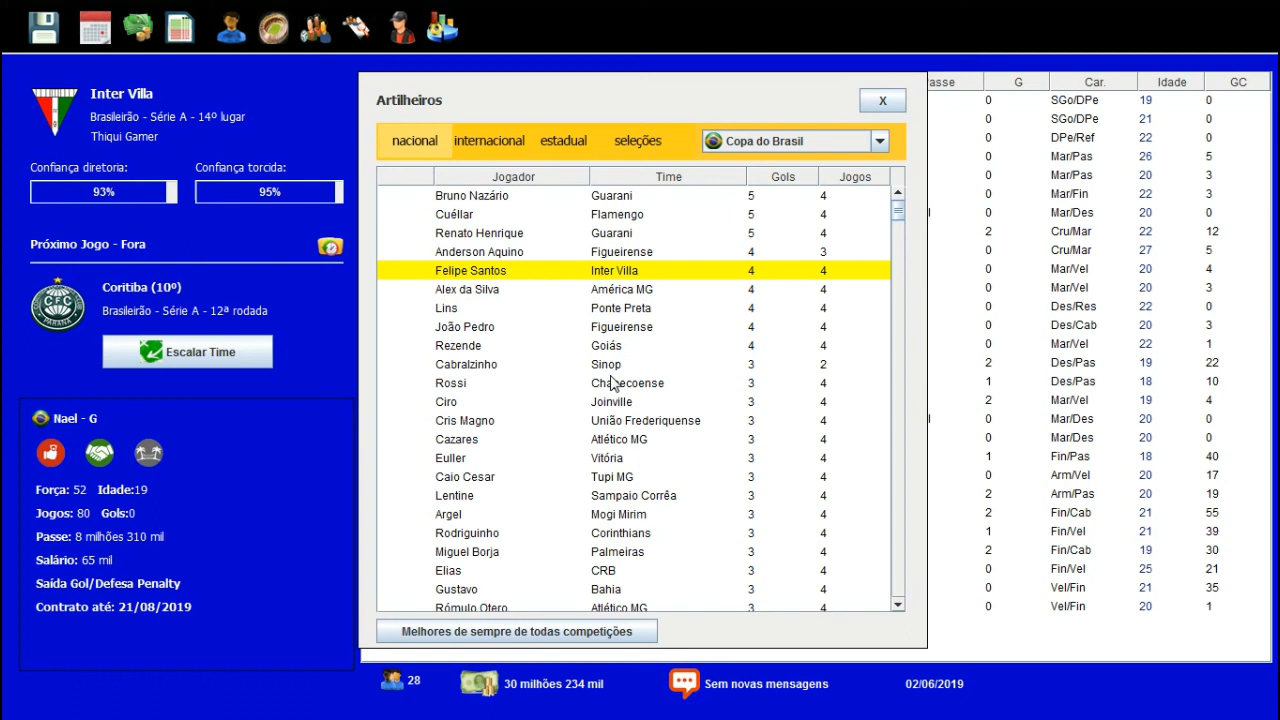 Inter Villa
Brasileirão - Série A - 14º lugar
Thiqui Gamer
Confiança diretoria: Confiança torcida:
93% 95%
Próximo Jogo - Fora
CFC
PARANÁ
Coritiba (10º)
Brasileirão - Série A - 12ª rodada
Escalar Time
Nael - G
Força: 52 Idade:19
Jogos: 80 Gols:0
Passe: 8 milhões 310 mil
Salário: 65 mil
Saída Gol/Defesa Penalty
Contrato até: 21/08/2019
Artilheiros X
nacional internacional estadual seleções Copa do Brasil
Jogador Time Gols Jogos
Bruno Nazário Guarani 5 4
Cuéllar Flamengo 5 4
Renato Henrique Guarani 5 4
Anderson Aquino Figueirense 4 3
Felipe Santos Inter Villa 4 4
Alex da Silva América MG 4 4
Lins Ponte Preta 4 4
João Pedro Figueirense 4 4
Rezende Goiás 4 4
Cabralzinho Sinop 3 2
Rossi Chapecoense 3 4
Ciro Joinville 3 4
Cris Magno União Frederiquense 3 4
Cazares Atlético MG 3 4
Euller Vitória 3 4
Caio Cesar Tupi MG 3 4
Lentine Sampaio Corrêa 3 4
Argel Mogi Mirim 3 4
Rodriguinho Corinthians 3 4
Miguel Borja Palmeiras 3 4
Elias CRB 3 4
Gustavo Bahia 3 4
Rómulo Otero Atlético MG 3 4
Melhores de sempre de todas competições
asse G Car. Idade GC
0 SGo/DPe 19 0
0 SGo/DPe 21 0
0 DPe/Ref 22 0
0 Mar/Pas 26 5
0 Mar/Pas 20 3
0 Mar/Fin 22 3
0 Mar/Des 20 0
2 Cru/Mar 22 12
0 Cru/Mar 27 5
0 Mar/Vel 20 4
0 Mar/Vel 20 3
0 Des/Res 22 0
0 Des/Cab 20 3
0 Mar/Vel 22 1
2 Des/Pas 19 22
1 Des/Pas 18 10
2 Mar/Vel 19 4
0 Mar/Des 20 0
0 Mar/Des 20 0
1 Fin/Pas 18 40
0 Arm/Vel 20 17
2 Arm/Pas 20 19
2 Fin/Cab 21 55
1 Fin/Vel 21 39
2 Fin/Cab 19 30
0 Fin/Vel 25 21
0 Vel/Fin 21 35
0 Vel/Fin 20 1
28 30 milhões 234 mil Sem novas mensagens 02/06/2019